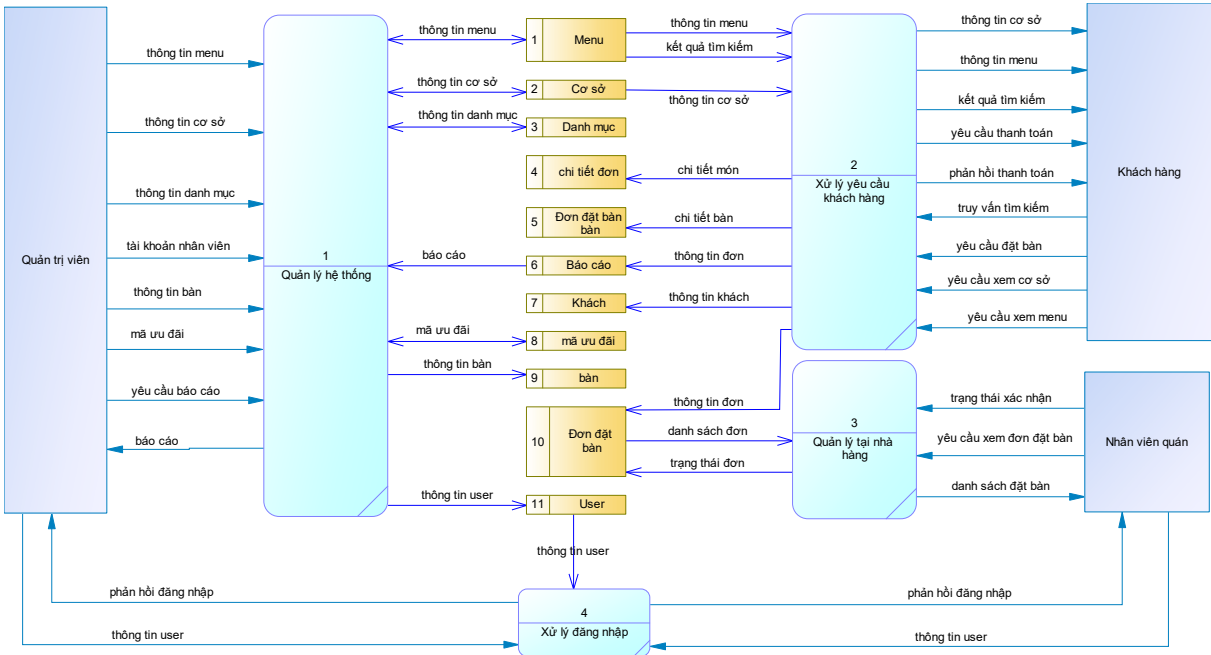 Quản trị viên
thông tin menu
thông tin cơ sở
thông tin danh mục
tài khoản nhân viên
thông tin bàn
mã ưu đãi
yêu cầu báo cáo
báo cáo
1
Quản lý hệ thống
thông tin menu
thông tin cơ sở
thông tin danh mục
báo cáo
mã ưu đãi
thông tin bàn
thông tin user
1 Menu
2 Cơ sở
3 Danh mục
4 chi tiết đơn
5 Đơn đặt bàn
bàn
6 Báo cáo
7 Khách
8 mã ưu đãi
9 bàn
10 Đơn đặt
bàn
11 User
thông tin menu
kết quả tìm kiếm
thông tin cơ sở
chi tiết món
chi tiết bàn
thông tin đơn
thông tin khách
thông tin đơn
danh sách đơn
trạng thái đơn
2
Xử lý yêu cầu
khách hàng
thông tin cơ sở
thông tin menu
kết quả tìm kiếm
yêu cầu thanh toán
phản hồi thanh toán
truy vấn tìm kiếm
yêu cầu đặt bàn
yêu cầu xem cơ sở
yêu cầu xem menu
Khách hàng
3
Quản lý tại nhà
hàng
trạng thái xác nhận
yêu cầu xem đơn đặt bàn
danh sách đặt bàn
Nhân viên quán
thông tin user
phản hồi đăng nhập
phản hồi đăng nhập
4
Xử lý đăng nhập
thông tin user
thông tin user